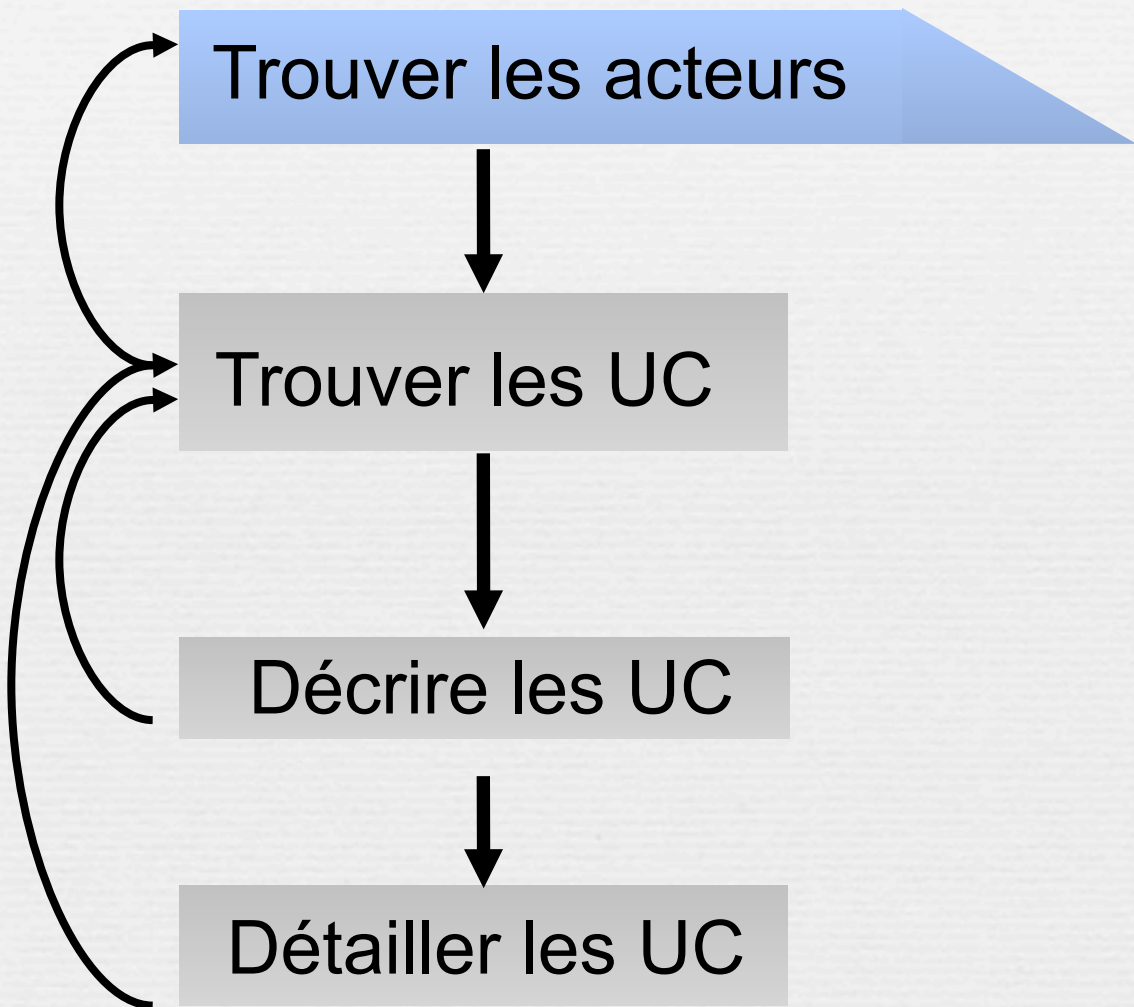 Trouver les acteurs
Trouver les UC
Décrire les UC
Détailler les UC